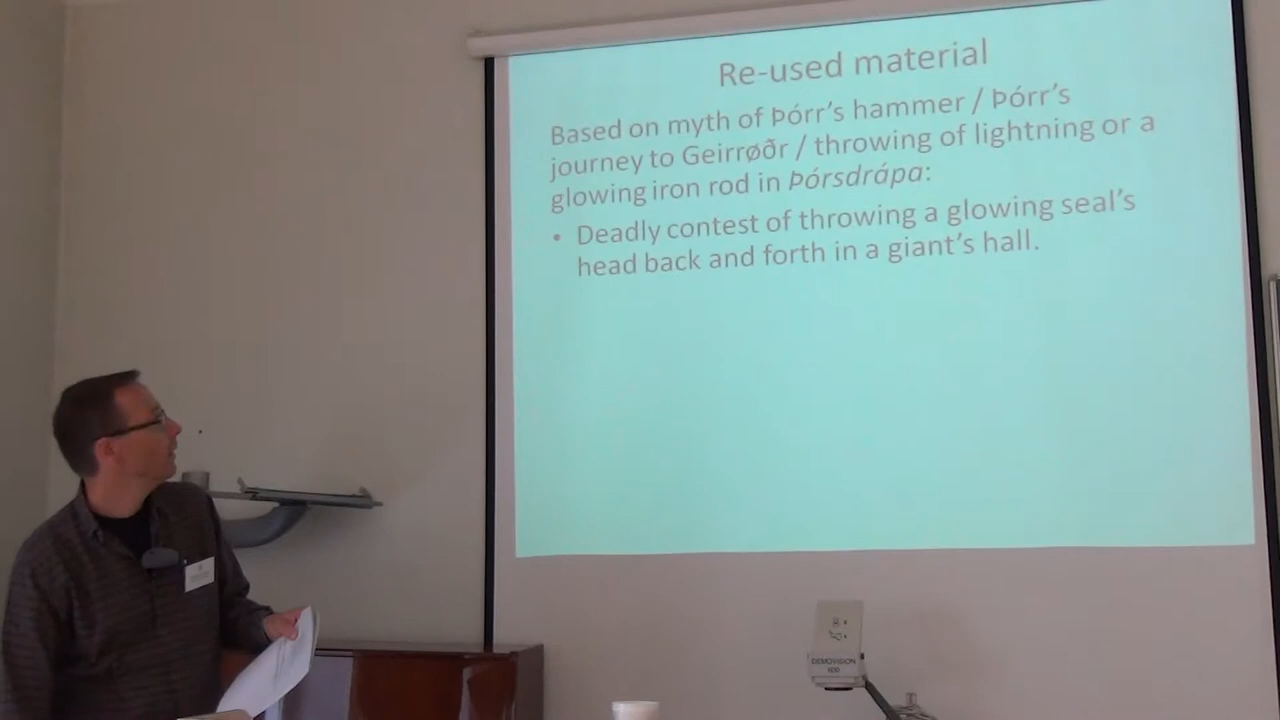 Re-used material
Based on myth of Þórr's hammer / Þórr's
journey to Geirrøðr / throwing of lightning or a
glowing iron rod in Þórsdrápa:
• Deadly contest of throwing a glowing seal's
head back and forth in a giant's hall.
DEMOVISION